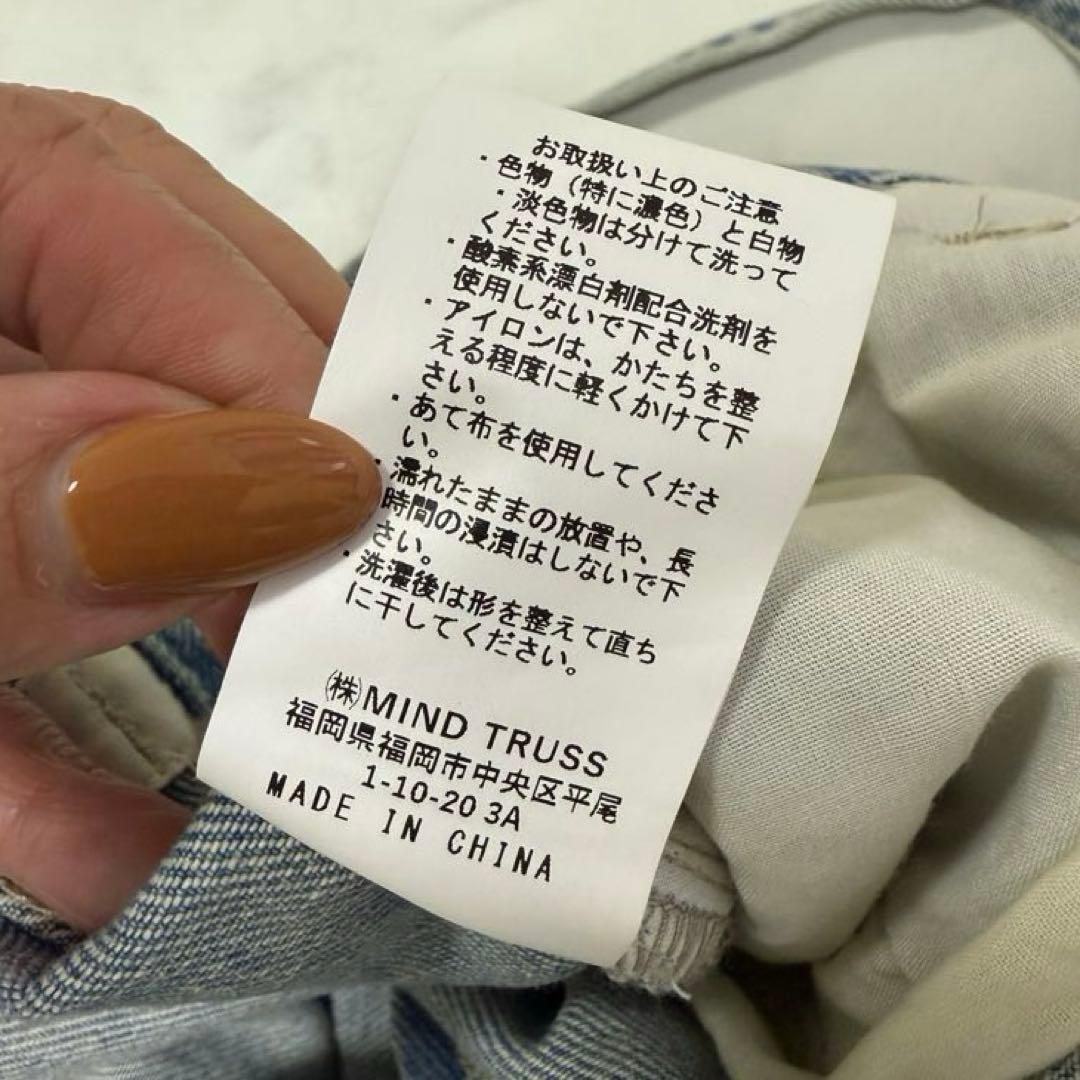 お取扱い上のご注意
・色物（特に濃色）と白物
・淡色物は分けて洗って
ください。
・酸素系漂白剤配合洗剤を
使用しないで下さい。
・アイロンは、かたちを整
える程度に軽くかけて下
さい。
・あて布を使用してくださ
い。
・濡れたままの放置や、長
時間の浸漬はしないで下
さい。
・洗濯後は形を整えて直ち
に干してください。
㈱MIND TRUSS
福岡県福岡市中央区平尾
1-10-20 3A
MADE IN CHINA